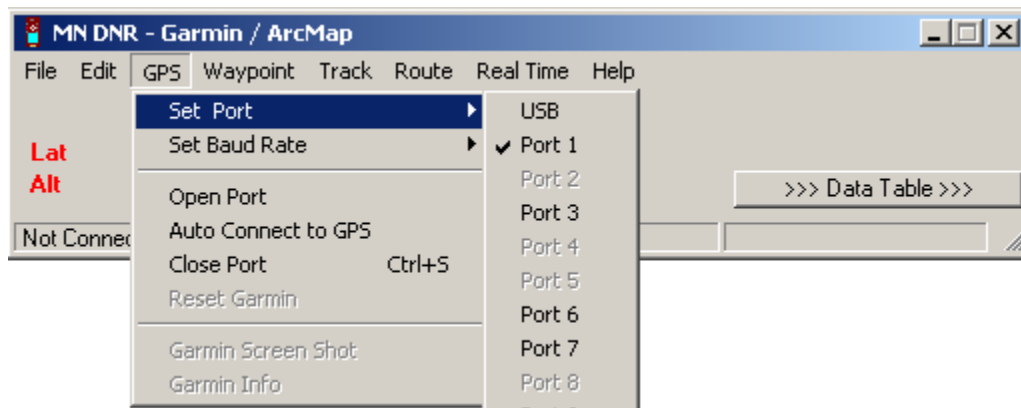 MN DNR - Garmin / ArcMap
File Edit GPS Waypoint Track Route Real Time Help
Set Port
Set Baud Rate
Open Port
Auto Connect to GPS
Close Port Ctrl+S
Reset Garmin
Garmin Screen Shot
Garmin Info
USB
Port 1
Port 2
Port 3
Port 4
Port 5
Port 6
Port 7
Port 8
Lat
Alt
>>> Data Table >>>
Not Connec